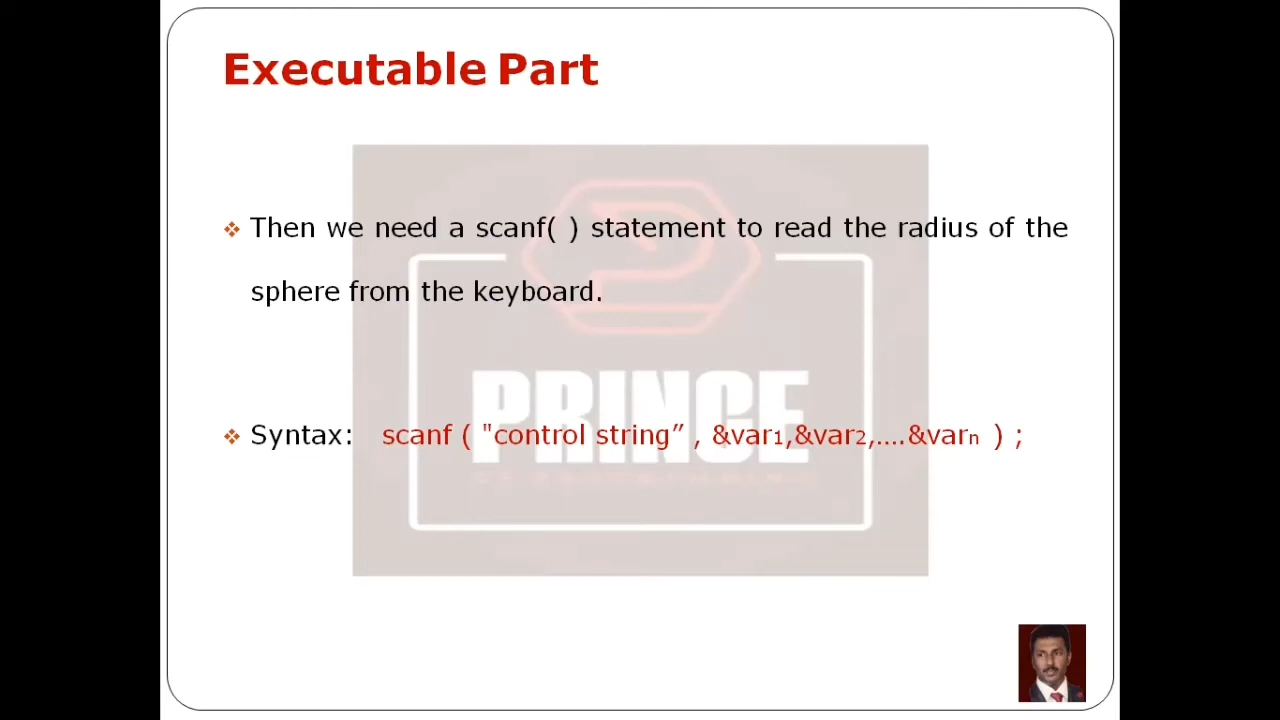 Executable Part
Then we need a scanf( ) statement to read the radius of the
sphere from the keyboard.
PRINCE
Syntax: scanf ( "control string” , &var1,&var2,....&varn ) ;